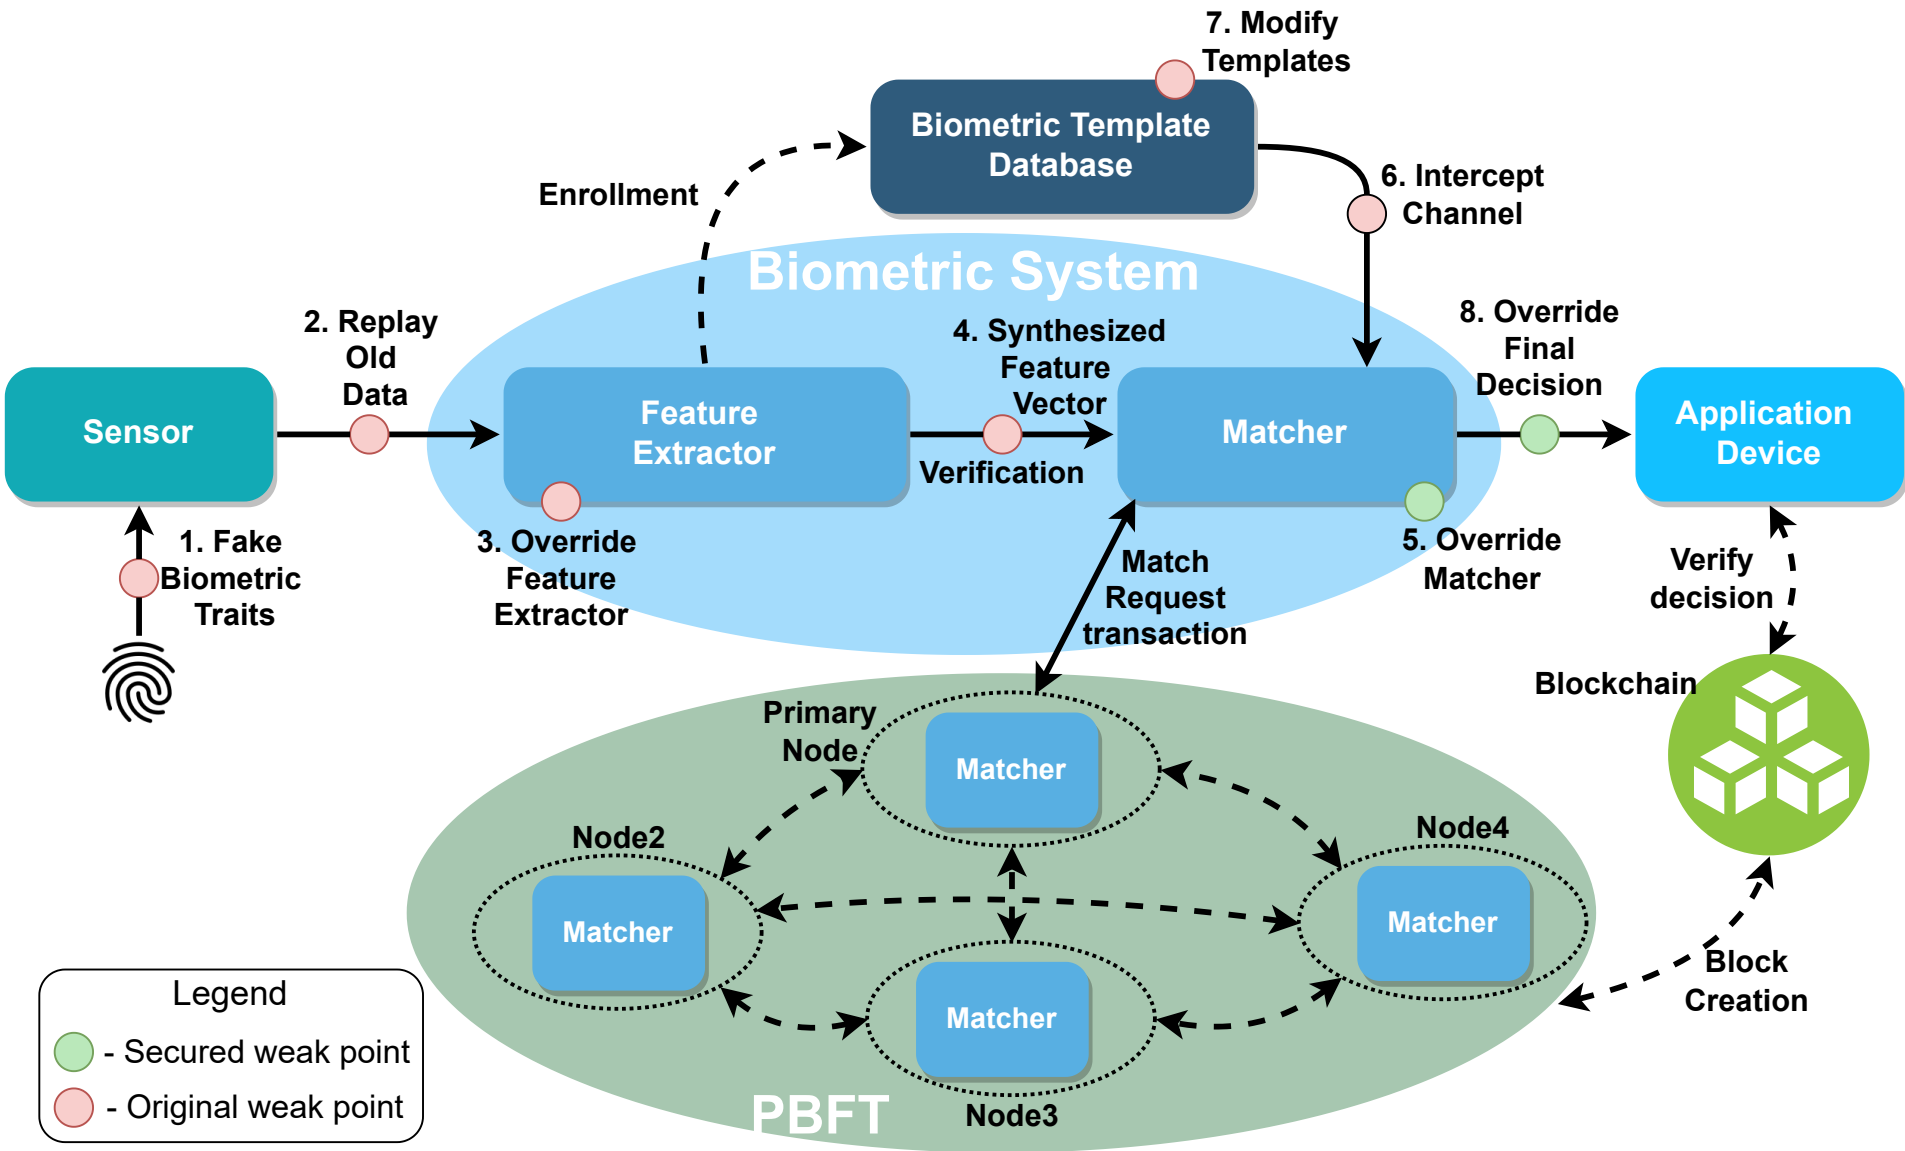 7. Modify
Templates
Biometric Template
Database
6. Intercept
Channel
Enrollment
Biometric System
2. Replay
Old
Data
4. Synthesized
Feature
Vector
8. Override
Final
Decision
Sensor
Feature
Extractor
Matcher
Application
Device
Verification
1. Fake
Biometric
Traits
3. Override
Feature
Extractor
Match
Request
transaction
5. Override
Matcher
Verify
decision
Blockchain
Primary
Node
Matcher
Node2
Matcher
Node4
Matcher
Matcher
Node3
PBFT
Block
Creation
Legend
- Secured weak point
- Original weak point